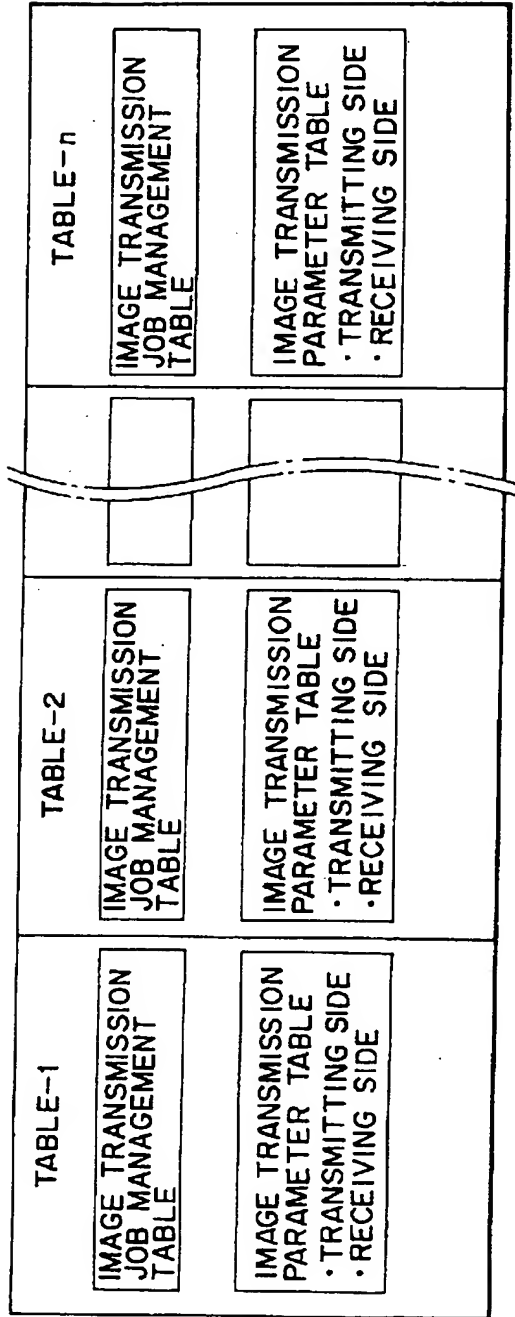 TABLE-1
IMAGE TRANSMISSION
JOB MANAGEMENT
TABLE
IMAGE TRANSMISSION
PARAMETER TABLE
· TRANSMITTING SIDE
· RECEIVING SIDE
TABLE-2
IMAGE TRANSMISSION
JOB MANAGEMENT
TABLE
IMAGE TRANSMISSION
PARAMETER TABLE
· TRANSMITTING SIDE
· RECEIVING SIDE
TABLE-n
IMAGE TRANSMISSION
JOB MANAGEMENT
TABLE
IMAGE TRANSMISSION
PARAMETER TABLE
· TRANSMITTING SIDE
· RECEIVING SIDE